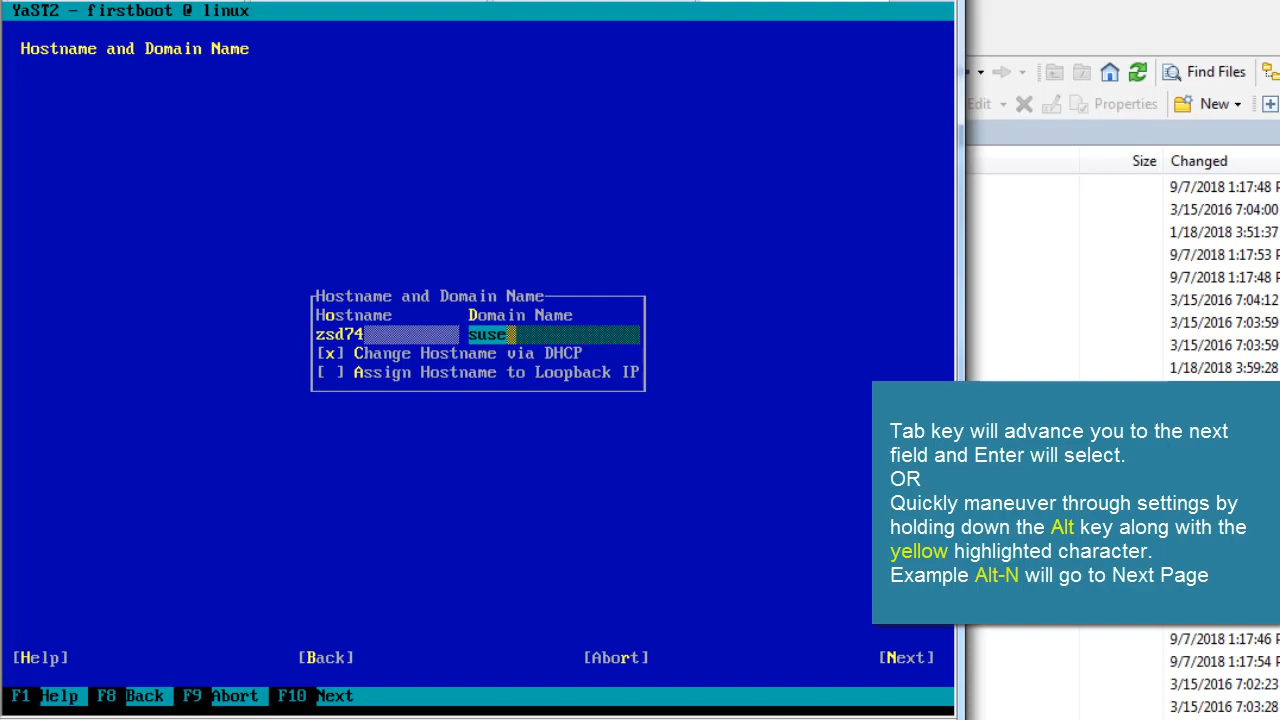 YaST2 - firstboot @ linux
Hostname and Domain Name
Find Files
Edit
Properties
New
Size Changed
9/7/2018 1:17:48 P
3/15/2016 7:04:00
1/18/2018 3:51:37
9/7/2018 1:17:53 P
9/7/2018 1:17:48 P
3/15/2016 7:04:12
3/15/2016 7:03:59
3/15/2016 7:03:59
1/18/2018 3:59:28
Hostname and Domain Name
Hostname Domain Name
zsd74 suse
[x] Change Hostname via DHCP
[ ] Assign Hostname to Loopback IP
Tab key will advance you to the next
field and Enter will select.
OR
Quickly maneuver through settings by
holding down the Alt key along with the
yellow highlighted character.
Example Alt-N will go to Next Page
9/7/2018 1:17:46 P
9/7/2018 1:17:54 P
3/15/2016 7:02:23
3/15/2016 7:03:28
[Help] [Back] [Abort] [Next]
F1 Help F8 Back F9 Abort F10 Next